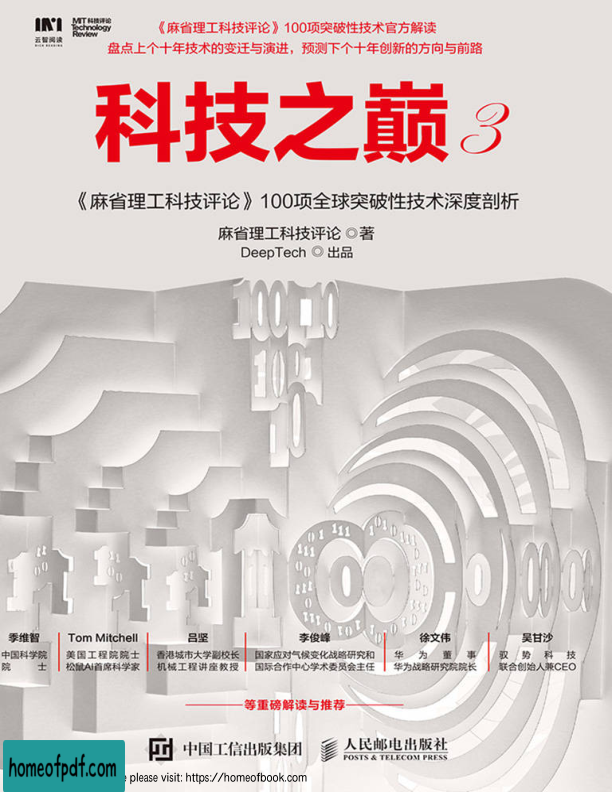 云智阅读
WISH READING
MIT 科技评论
Technology
Review
《麻省理工科技评论》100项突破性技术官方解读
盘点上个十年技术的变迁与演进，预测下个十年创新的方向与前路
科技之巅 3
《麻省理工科技评论》100项全球突破性技术深度剖析
麻省理工科技评论 ◎ 著
DeepTech ◎ 出品
季维智
中国科学院
院 士
Tom Mitchell
美国工程院院士
松鼠AI首席科学家
吕坚
香港城市大学副校长
机械工程讲座教授
李俊峰
国家应对气候变化战略研究和
国际合作中心学术委员会主任
徐文伟
华 为 董 事
华为战略研究院院长
吴甘沙
驭势科技
联合创始人兼CEO
等重磅解读与推荐
中国工信出版集团
人民邮电出版社
POSTS & TELECOM PRESS
homeofpdf.com
please visit: https://homeofbook.com